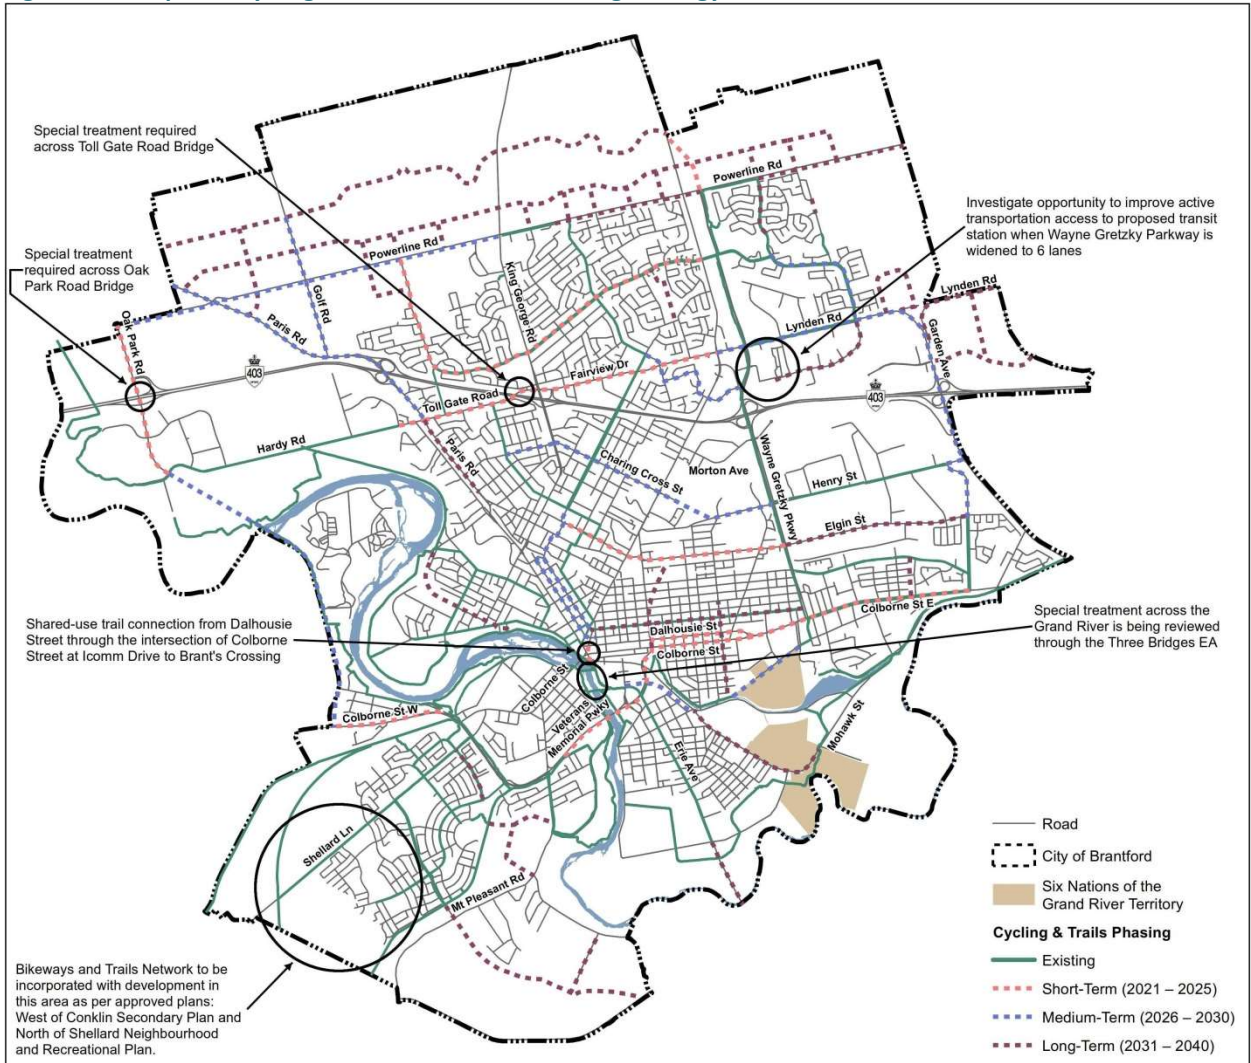 Special treatment required
across Toll Gate Road Bridge
Powerline Rd
Investigate opportunity to improve active
transportation access to proposed transit
station when Wayne Gretzky Parkway is
widened to 6 lanes
Special treatment
required across Oak
Park Road Bridge
Powerline Rd
King George Rd
Golf Rd
Paris Rd
Oak Park Rd
Lynden Rd
Lynden Rd
Garden Ave
403
Fairview Dr
Toll Gate Road
403
Hardy Rd
Paris Rd
Charing Cross St
Morton Ave
Wayne Gretzky Pkwy
Henry St
Elgin St
Colborne St E
Shared-use trail connection from Dalhousie
Street through the intersection of Colborne
Street at Icomm Drive to Brant's Crossing
Dalhousie St
Colborne St
Special treatment across the
Grand River is being reviewed
through the Three Bridges EA
Colborne St
Colborne St W
Veterans
Memorial Pwky
Erie Ave
Mohawk St
Shellard Ln
Mt Pleasant Rd
Bikeways and Trails Network to be
incorporated with development in
this area as per approved plans:
West of Conklin Secondary Plan and
North of Shellard Neighbourhood
and Recreational Plan.
Road
City of Brantford
Six Nations of the
Grand River Territory
Cycling & Trails Phasing
Existing
Short-Term (2021 – 2025)
Medium-Term (2026 – 2030)
Long-Term (2031 – 2040)